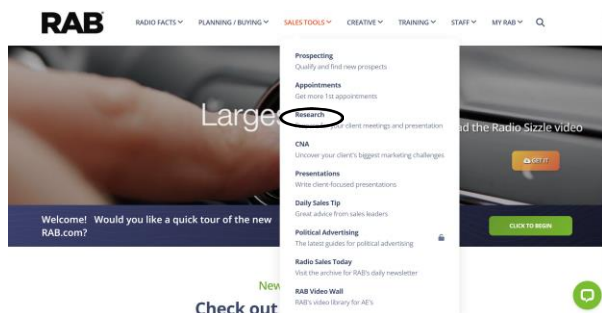 RAB
RADIO FACTS PLANNING / BUYING SALES TOOLS CREATIVE TRAINING STAFF MY RAB
Prospecting
Qualify and find new prospects
Appointments
Get more 1st appointments
Research
your client meetings and presentation
CNA
Uncover your client's biggest marketing challenges
Presentations
Write client-focused presentations
Daily Sales Tip
Great advice from sales leaders
Political Advertising
The latest guides for political advertising
Radio Sales Today
Visit the archive for RAB's daily newsletter
RAB Video Wall
RAB's video library for AE's
Large
ad the Radio Sizzle video
GET IT
Welcome! Would you like a quick tour of the new
RAB.com?
CLICK TO BEGIN
New
Check out